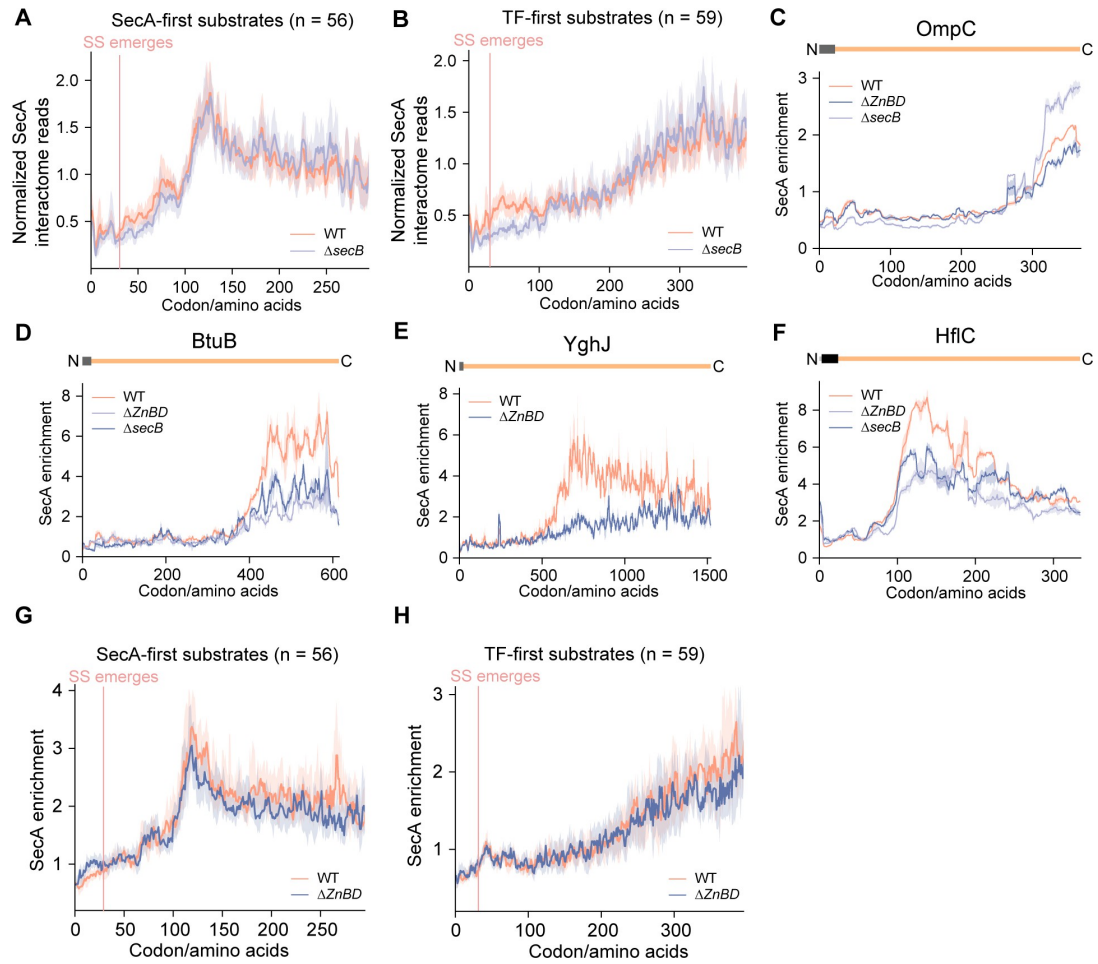 A
SecA-first substrates (n = 56)
SS emerges
Normalized SecA
interactome reads
2.0
1.5
1.0
0.5
WT
ΔsecB
0 50 100 150 200 250
Codon/amino acids
B
TF-first substrates (n = 59)
SS emerges
Normalized SecA
interactome reads
2.0
1.5
1.0
0.5
WT
ΔsecB
0 100 200 300
Codon/amino acids
C
OmpC
N C
SecA enrichment
3
2
1
0
WT
ΔZnBD
ΔsecB
0 100 200 300
Codon/amino acids
D
BtuB
N C
SecA enrichment
8
6
4
2
0
WT
ΔZnBD
ΔsecB
0 200 400 600
Codon/amino acids
E
YghJ
N C
SecA enrichment
8
6
4
2
0
WT
ΔZnBD
0 500 1000 1500
Codon/amino acids
F
HflC
N C
SecA enrichment
8
6
4
2
0
WT
ΔZnBD
ΔsecB
0 100 200 300
Codon/amino acids
G
SecA-first substrates (n = 56)
SS emerges
SecA enrichment
4
3
2
1
WT
ΔZnBD
0 50 100 150 200 250
Codon/amino acids
H
TF-first substrates (n = 59)
SS emerges
SecA enrichment
3
2
1
WT
ΔZnBD
0 100 200 300
Codon/amino acids